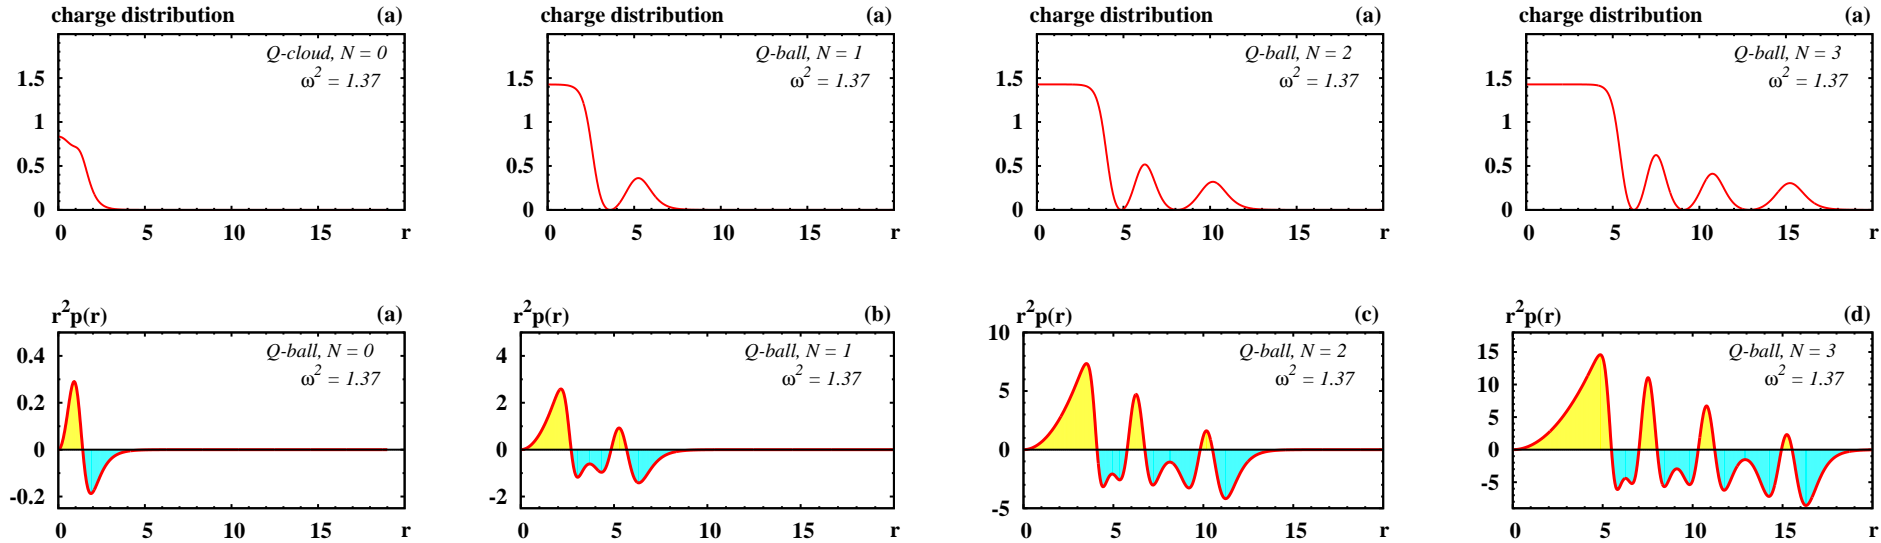 charge distribution (a)
Q-cloud, N = 0
ω² = 1.37
1.5
1
0.5
0
0 5 10 15 r
charge distribution (a)
Q-ball, N = 1
ω² = 1.37
1.5
1
0.5
0
0 5 10 15 r
charge distribution (a)
Q-ball, N = 2
ω² = 1.37
1.5
1
0.5
0
0 5 10 15 r
charge distribution (a)
Q-ball, N = 3
ω² = 1.37
1.5
1
0.5
0
0 5 10 15 r
r²p(r) (a)
Q-ball, N = 0
ω² = 1.37
0.4
0.2
0
-0.2
0 5 10 15 r
r²p(r) (b)
Q-ball, N = 1
ω² = 1.37
4
2
0
-2
0 5 10 15 r
r²p(r) (c)
Q-ball, N = 2
ω² = 1.37
10
5
0
-5
0 5 10 15 r
r²p(r) (d)
Q-ball, N = 3
ω² = 1.37
15
10
5
0
-5
0 5 10 15 r